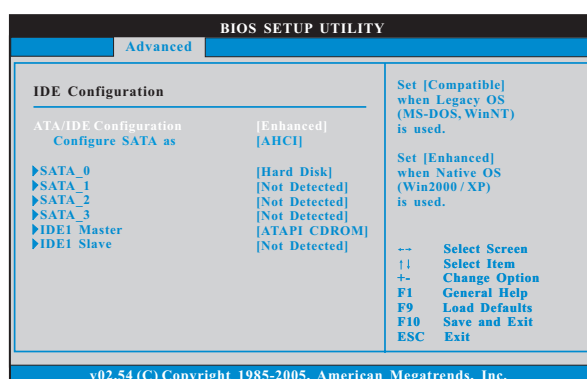 BIOS SETUP UTILITY
Advanced
IDE Configuration
ATA/IDE Configuration [Enhanced]
Configure SATA as [AHCI]
SATA_0 [Hard Disk]
SATA_1 [Not Detected]
SATA_2 [Not Detected]
SATA_3 [Not Detected]
IDE1 Master [ATAPI CDROM]
IDE1 Slave [Not Detected]
Set [Compatible]
when Legacy OS
(MS-DOS, WinNT)
is used.
Set [Enhanced]
when Native OS
(Win2000 / XP)
is used.
←→ Select Screen
↑↓ Select Item
+- Change Option
F1 General Help
F9 Load Defaults
F10 Save and Exit
ESC Exit
v02.54 (C) Copyright 1985-2005, American Megatrends, Inc.